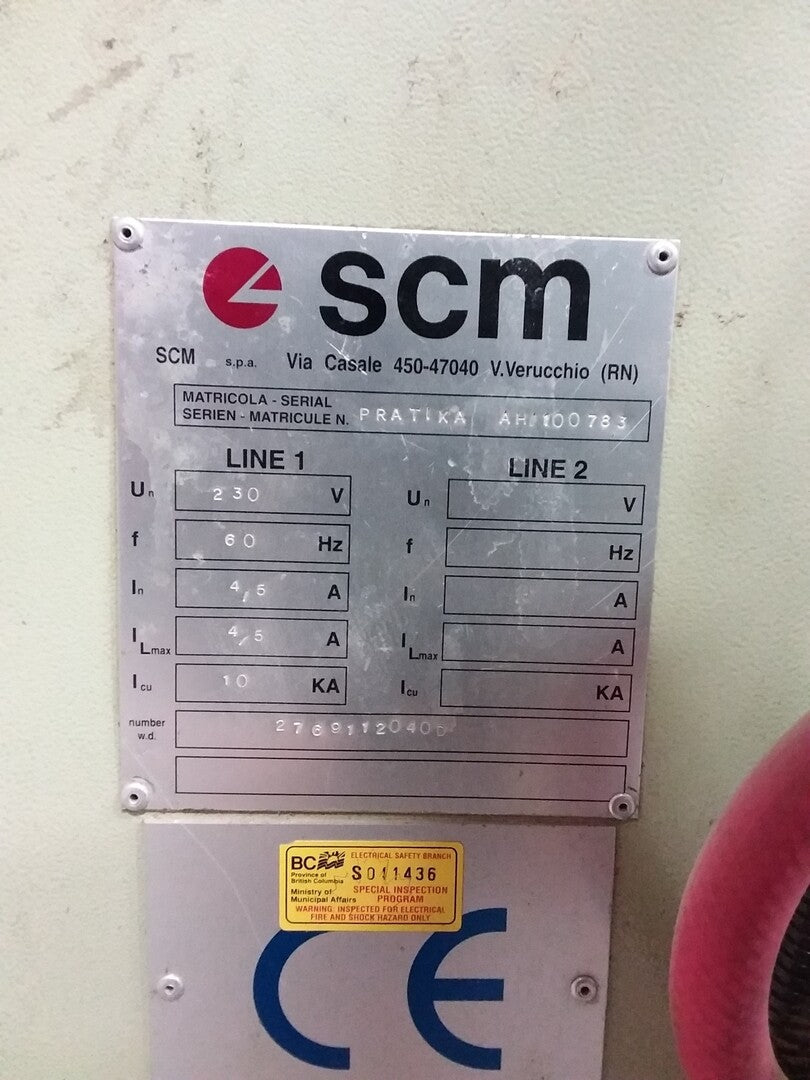 scm
SCM s.p.a. Via Casale 450-47040 V.Verucchio (RN)
MATRICOLA - SERIAL
SERIEN - MATRICULE N. PRATIKA AH/100783
LINE 1 LINE 2
Un 230 V Un V
f 60 Hz f Hz
In 4,5 A In A
ILmax 4,5 A ILmax A
Icu 10 KA Icu KA
number
w.d. 2769112040D
BC ELECTRICAL SAFETY BRANCH
Province of
British Columbia S 011436
Ministry of SPECIAL INSPECTION
Municipal Affairs PROGRAM
WARNING: INSPECTED FOR ELECTRICAL
FIRE AND SHOCK HAZARD ONLY
CE